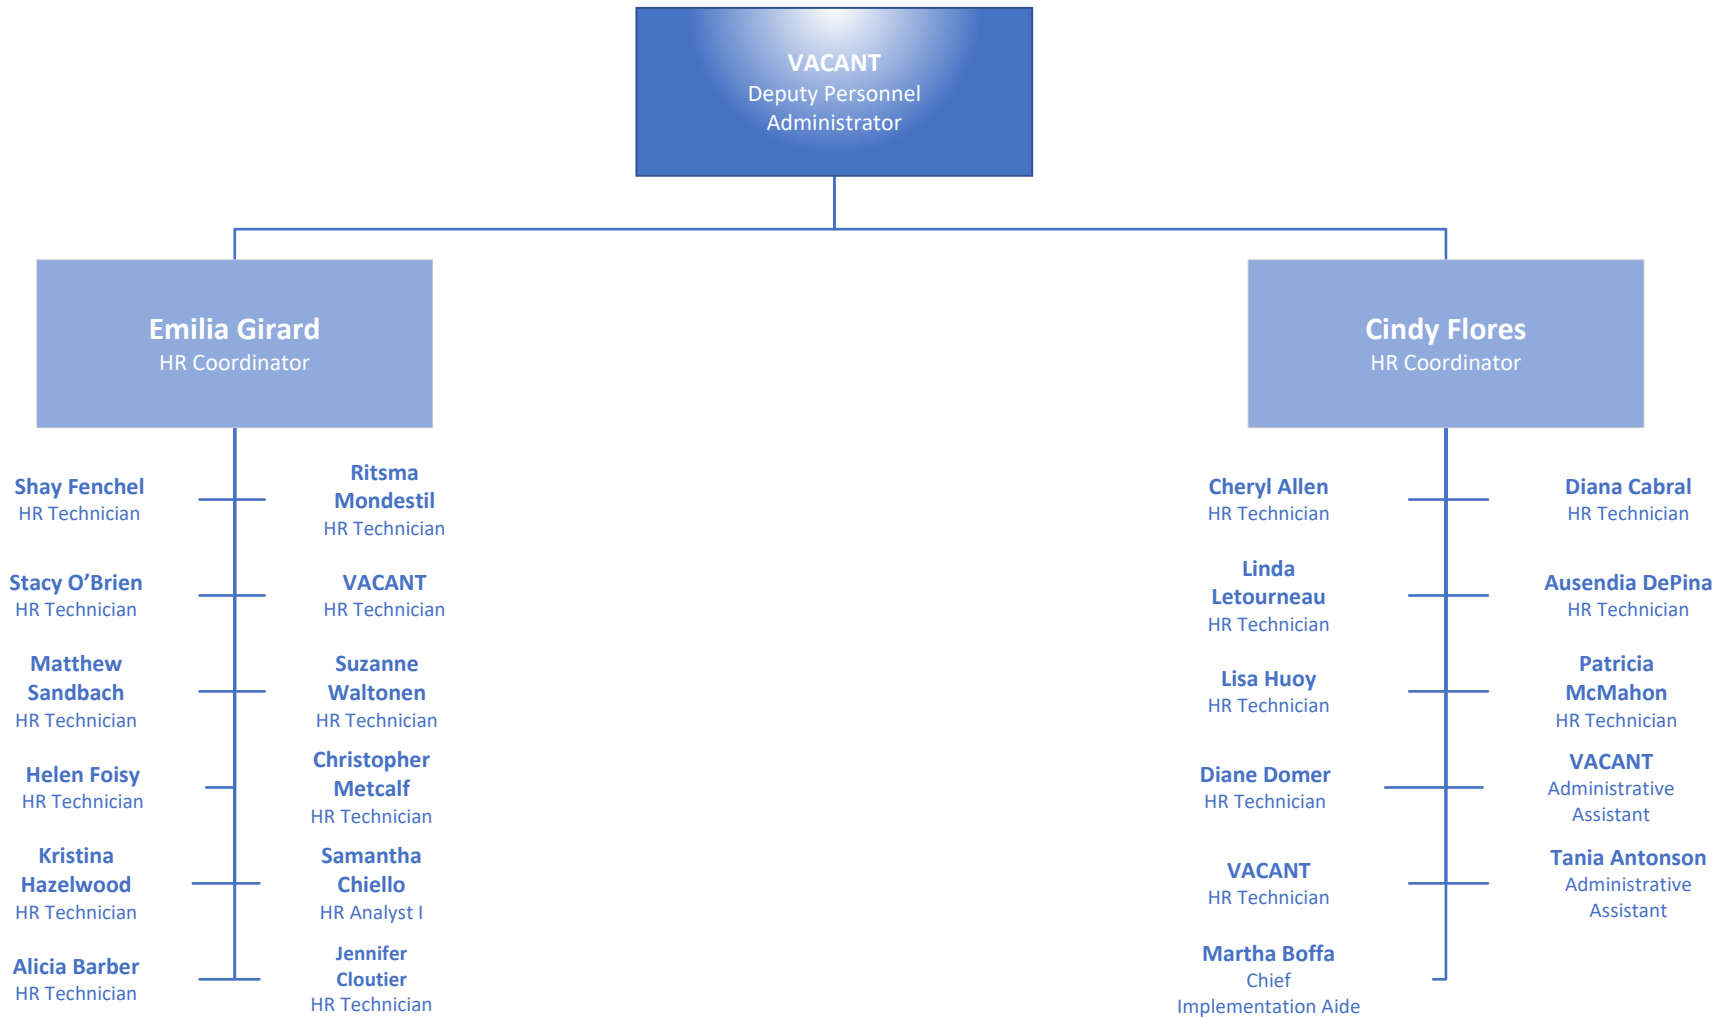 VACANT
Deputy Personnel
Administrator
Emilia Girard
HR Coordinator
Cindy Flores
HR Coordinator
Shay Fenchel
HR Technician
Ritsma
Mondestil
HR Technician
Stacy O’Brien
HR Technician
VACANT
HR Technician
Matthew
Sandbach
HR Technician
Suzanne
Waltonen
HR Technician
Helen Foisy
HR Technician
Christopher
Metcalf
HR Technician
Kristina
Hazelwood
HR Technician
Samantha
Chiello
HR Analyst I
Alicia Barber
HR Technician
Jennifer
Cloutier
HR Technician
Cheryl Allen
HR Technician
Diana Cabral
HR Technician
Linda
Letourneau
HR Technician
Ausendia DePina
HR Technician
Lisa Huoy
HR Technician
Patricia
McMahon
HR Technician
Diane Domer
HR Technician
VACANT
Administrative
Assistant
VACANT
HR Technician
Tania Antonson
Administrative
Assistant
Martha Boffa
Chief
Implementation Aide